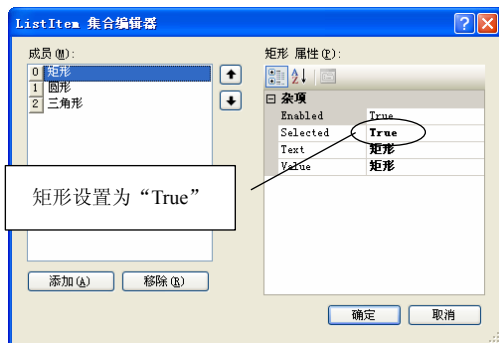 ListItem 集合编辑器
成员(M):
0 矩形
1 圆形
2 三角形
矩形 属性(P):
杂项
Enabled True
Selected True
Text 矩形
Value 矩形
矩形设置为“True”
添加(A)
移除(R)
确定
取消